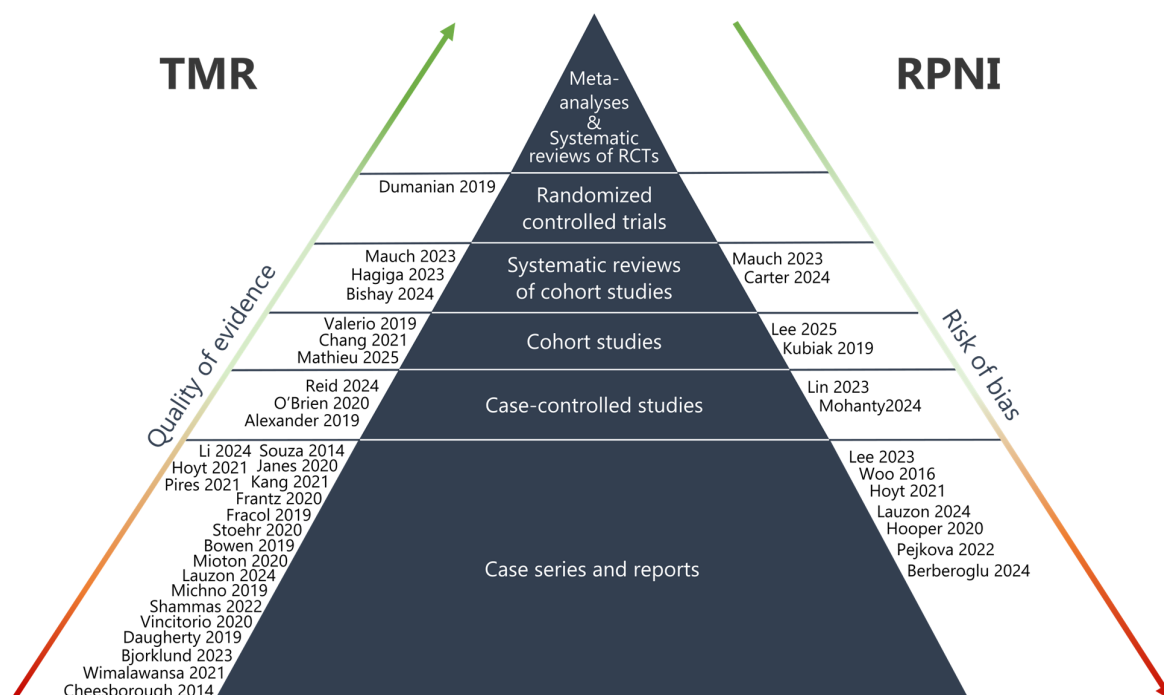 TMR
RPNI
Meta-
analyses
&
Systematic
reviews of RCTs
Dumanian 2019
Randomized
controlled trials
Mauch 2023
Hagiga 2023
Bishay 2024
Systematic reviews
of cohort studies
Mauch 2023
Carter 2024
Valerio 2019
Chang 2021
Mathieu 2025
Cohort studies
Lee 2025
Kubiak 2019
Reid 2024
O’Brien 2020
Alexander 2019
Case-controlled studies
Lin 2023
Mohanty2024
Li 2024 Souza 2014
Hoyt 2021 Janes 2020
Pires 2021 Kang 2021
Frantz 2020
Fracol 2019
Stoehr 2020
Bowen 2019
Mioton 2020
Lauzon 2024
Michno 2019
Shammas 2022
Vincitorio 2020
Daugherty 2019
Bjorklund 2023
Wimalawansa 2021
Cheesborough 2014
Case series and reports
Lee 2023
Woo 2016
Hoyt 2021
Lauzon 2024
Hooper 2020
Pejkova 2022
Berberoglu 2024
Quality of evidence
Risk of bias